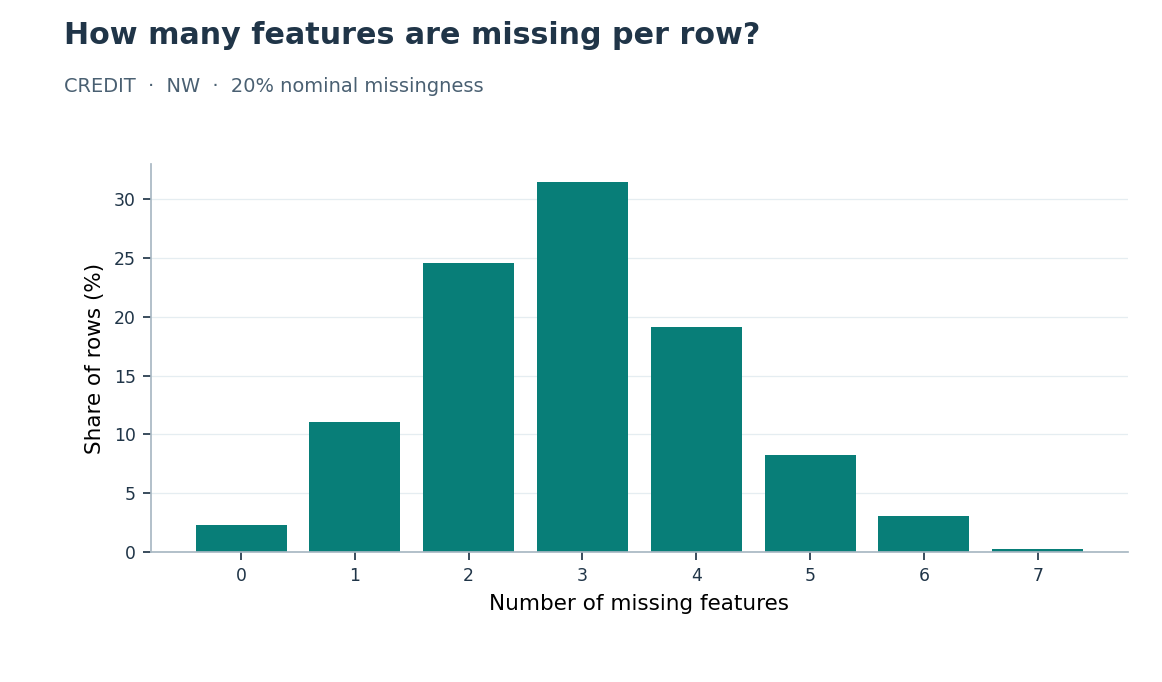 How many features are missing per row?
CREDIT · NW · 20% nominal missingness
Share of rows (%)
30
25
20
15
10
5
0
0 1 2 3 4 5 6 7
Number of missing features